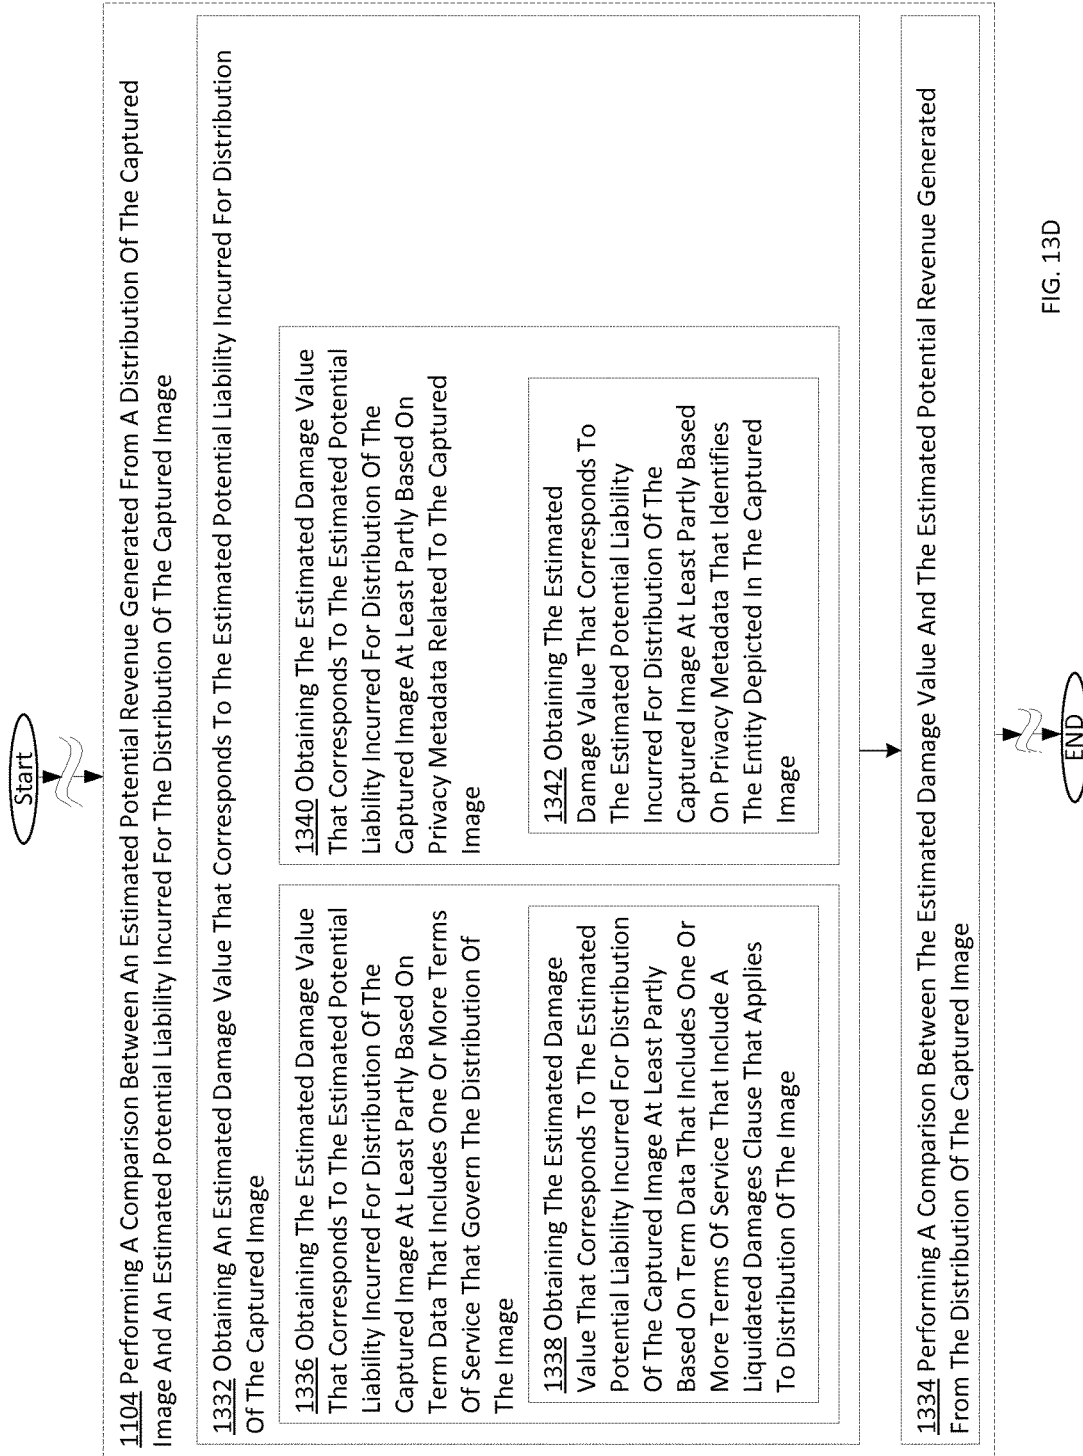 Start
1104 Performing A Comparison Between An Estimated Potential Revenue Generated From A Distribution Of The Captured
Image And An Estimated Potential Liability Incurred For The Distribution Of The Captured Image
1332 Obtaining An Estimated Damage Value That Corresponds To The Estimated Potential Liability Incurred For Distribution
Of The Captured Image
1336 Obtaining The Estimated Damage Value
That Corresponds To The Estimated Potential
Liability Incurred For Distribution Of The
Captured Image At Least Partly Based On
Term Data That Includes One Or More Terms
Of Service That Govern The Distribution Of
The Image
1338 Obtaining The Estimated Damage
Value That Corresponds To The Estimated
Potential Liability Incurred For Distribution
Of The Captured Image At Least Partly
Based On Term Data That Includes One Or
More Terms Of Service That Include A
Liquidated Damages Clause That Applies
To Distribution Of The Image
1340 Obtaining The Estimated Damage Value
That Corresponds To The Estimated Potential
Liability Incurred For Distribution Of The
Captured Image At Least Partly Based On
Privacy Metadata Related To The Captured
Image
1342 Obtaining The Estimated
Damage Value That Corresponds To
The Estimated Potential Liability
Incurred For Distribution Of The
Captured Image At Least Partly Based
On Privacy Metadata That Identifies
The Entity Depicted In The Captured
Image
1334 Performing A Comparison Between The Estimated Damage Value And The Estimated Potential Revenue Generated
From The Distribution Of The Captured Image
END
FIG. 13D